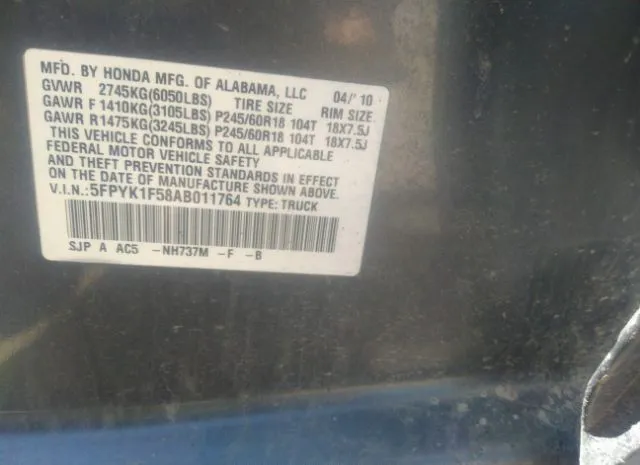 MFD. BY HONDA MFG. OF ALABAMA, LLC 04/'10
GVWR 2745KG(6050LBS) TIRE SIZE RIM SIZE.
GAWR F 1410KG(3105LBS) P245/60R18 104T 18X7.5J
GAWR R1475KG(3245LBS) P245/60R18 104T 18X7.5J
THIS VEHICLE CONFORMS TO ALL APPLICABLE
FEDERAL MOTOR VEHICLE SAFETY
AND THEFT PREVENTION STANDARDS IN EFFECT
ON THE DATE OF MANUFACTURE SHOWN ABOVE.
V.I.N.:5FPYK1F58AB011764 TYPE: TRUCK
SJP A AC5 -NH737M -F -B